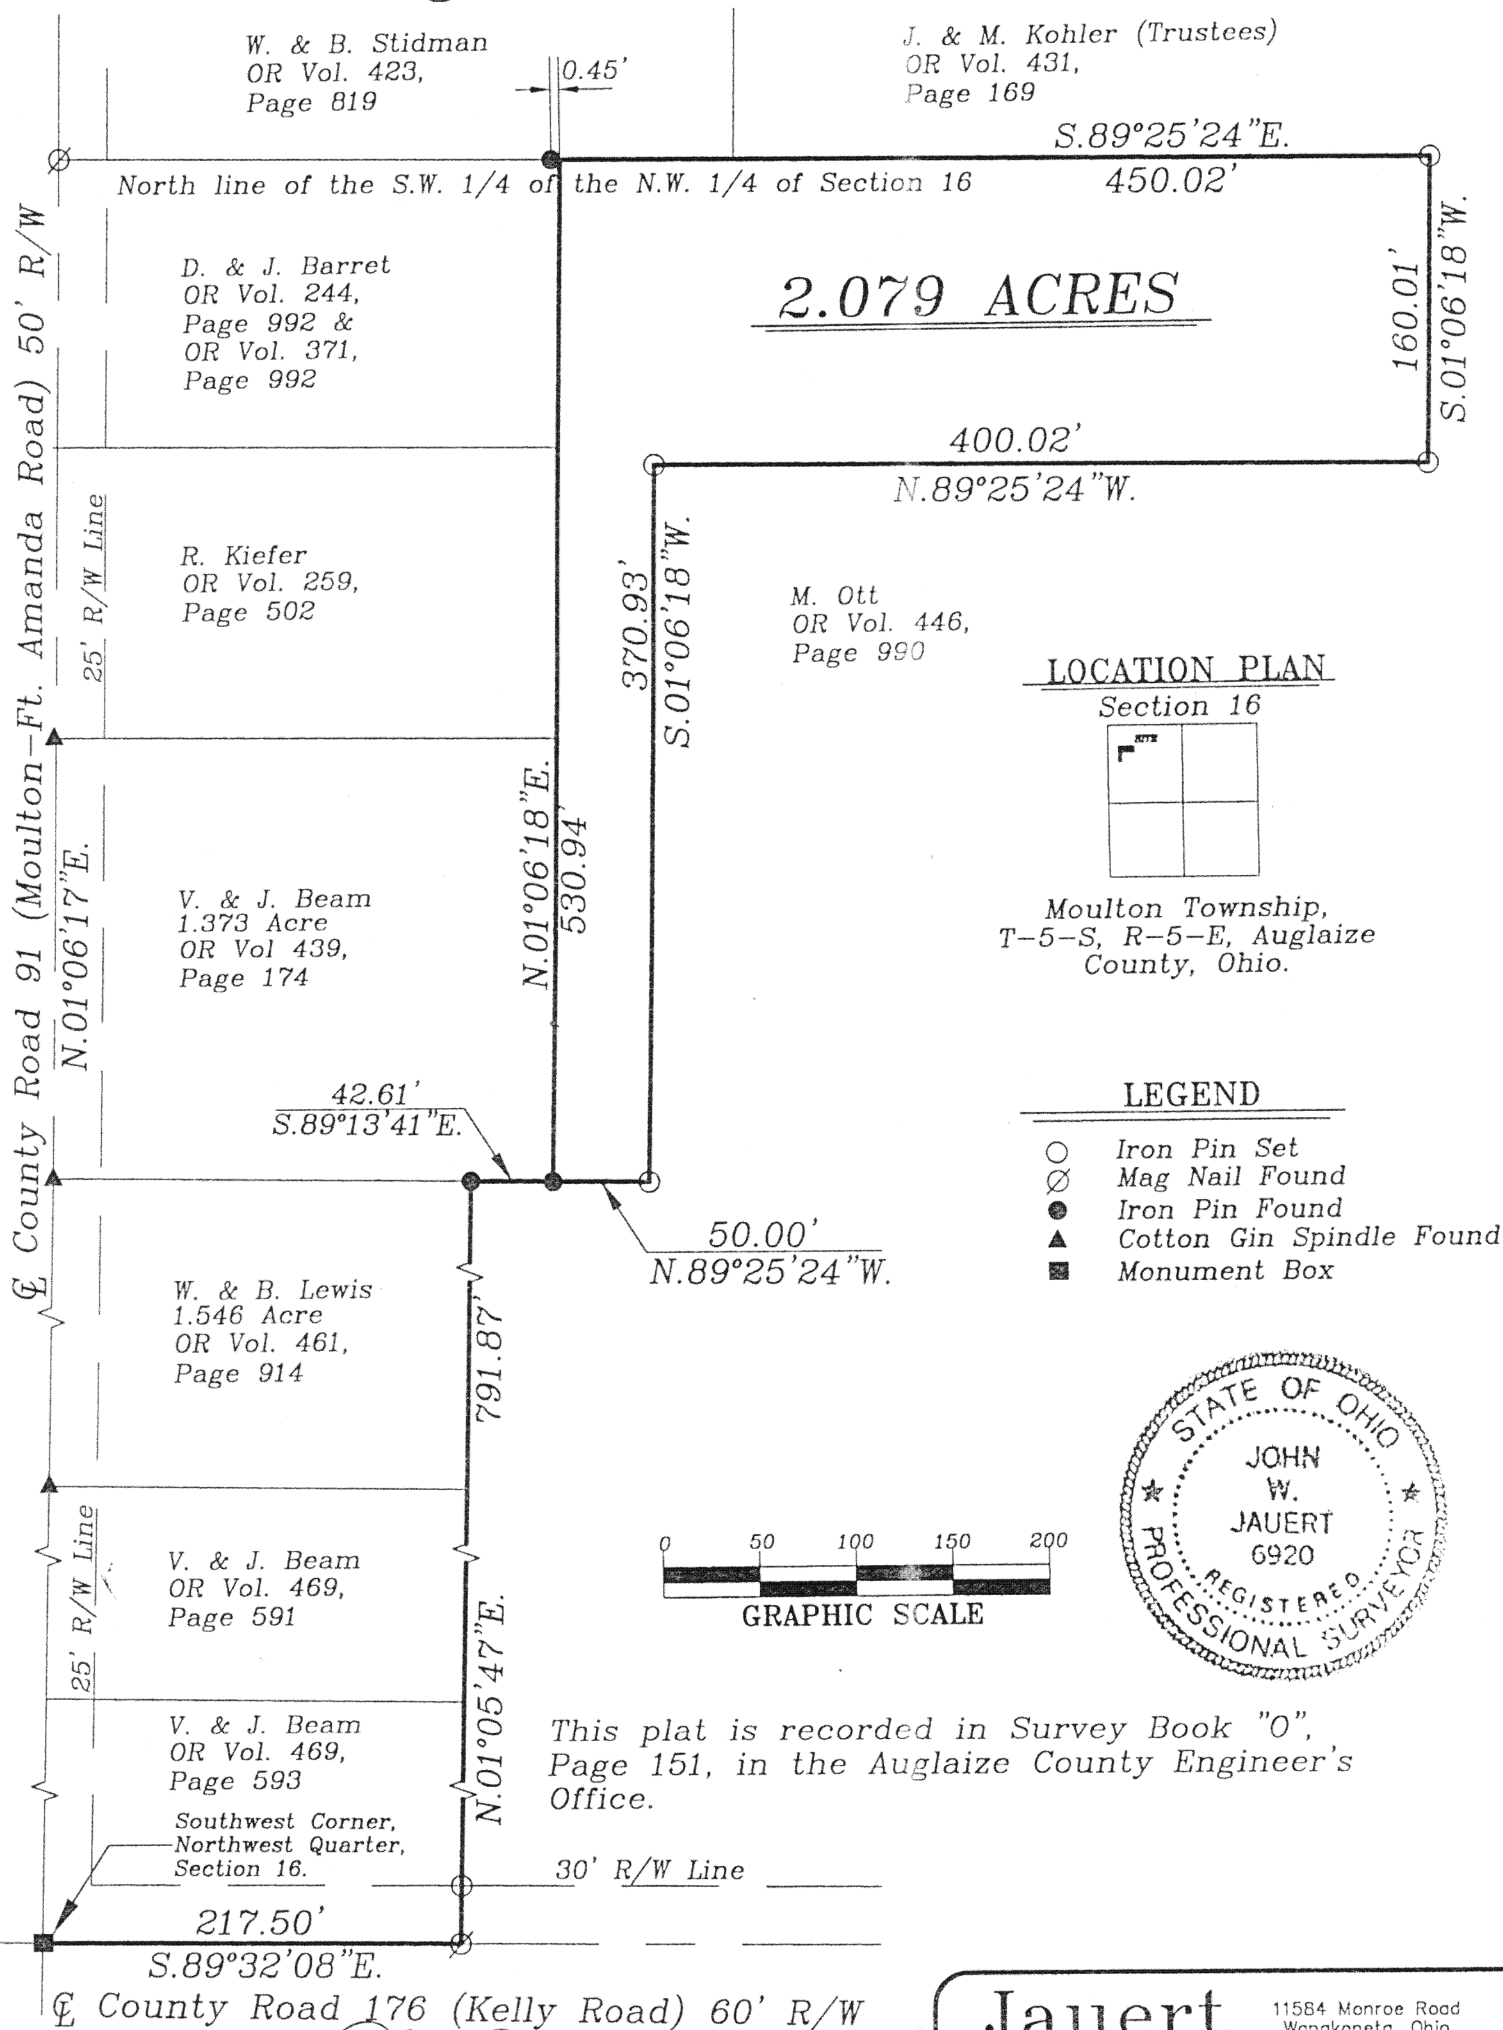 W. & B. Stidman
OR Vol. 423,
Page 819
0.45'
J. & M. Kohler (Trustees)
OR Vol. 431,
Page 169
S.89°25'24"E.
450.02'
North line of the S.W. 1/4 of the N.W. 1/4 of Section 16
D. & J. Barret
OR Vol. 244,
Page 992 &
OR Vol. 371,
Page 992
2.079 ACRES
160.01'
S.01°06'18"W.
400.02'
N.89°25'24"W.
℄ County Road 91 (Moulton-Ft. Amanda Road) 50' R/W
25' R/W Line
R. Kiefer
OR Vol. 259,
Page 502
370.93'
S.01°06'18"W.
M. Ott
OR Vol. 446,
Page 990
LOCATION PLAN
Section 16
SITE
Moulton Township,
T-5-S, R-5-E, Auglaize
County, Ohio.
N.01°06'17"E.
V. & J. Beam
1.373 Acre
OR Vol 439,
Page 174
N.01°06'18"E.
530.94'
42.61'
S.89°13'41"E.
50.00'
N.89°25'24"W.
LEGEND
Iron Pin Set
Mag Nail Found
Iron Pin Found
Cotton Gin Spindle Found
Monument Box
W. & B. Lewis
1.546 Acre
OR Vol. 461,
Page 914
791.87'
N.01°05'47"E.
STATE OF OHIO
JOHN
W.
JAUERT
6920
REGISTERED
PROFESSIONAL SURVEYOR
0 50 100 150 200
GRAPHIC SCALE
25' R/W Line
V. & J. Beam
OR Vol. 469,
Page 591
V. & J. Beam
OR Vol. 469,
Page 593
This plat is recorded in Survey Book "O",
Page 151, in the Auglaize County Engineer's
Office.
Southwest Corner,
Northwest Quarter,
Section 16.
30' R/W Line
217.50'
S.89°32'08"E.
℄ County Road 176 (Kelly Road) 60' R/W
Jauert
11584 Monroe Road
Wapakoneta, Ohio